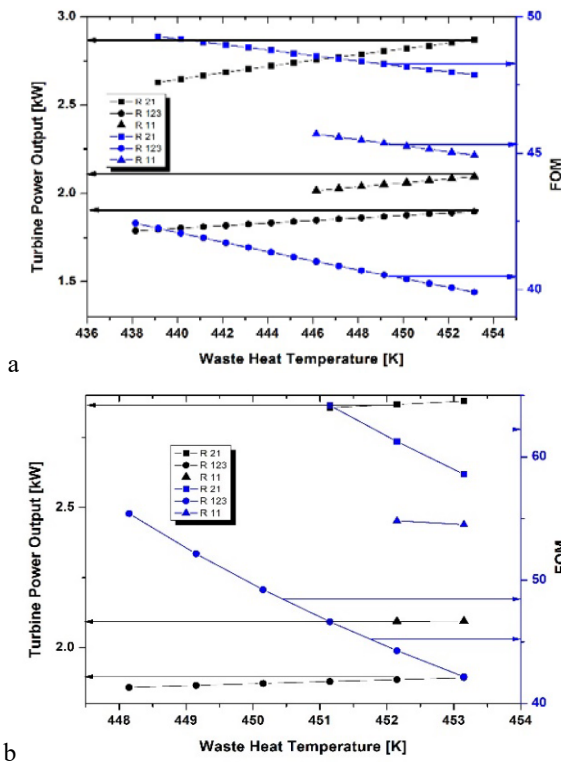 50
3.0
45
2.5
R 21
R 123
R 11
R 21
R 123
R 11
Turbine Power Output [kW]
FOM
2.0
1.5
40
436 438 440 442 444 446 448 450 452 454
Waste Heat Temperature [K]
a
R 21
R 123
R 11
R 21
R 123
R 11
Turbine Power Output [kW]
FOM
2.5
2.0
60
50
40
448 449 450 451 452 453 454
Waste Heat Temperature [K]
b